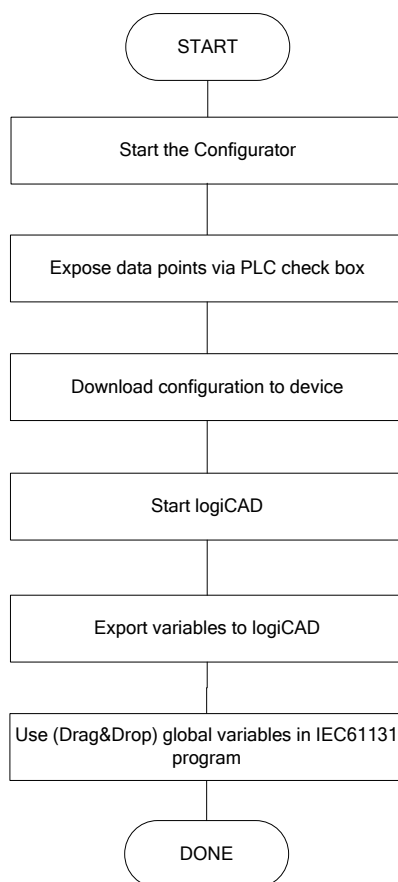 START
Start the Configurator
Expose data points via PLC check box
Download configuration to device
Start logiCAD
Export variables to logiCAD
Use (Drag&Drop) global variables in IEC61131
program
DONE